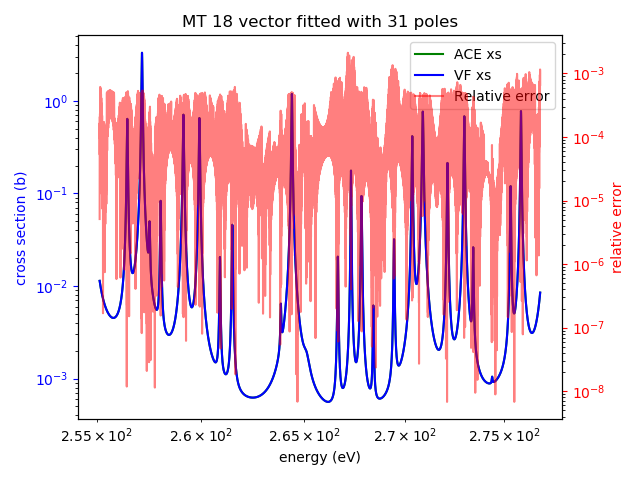 MT 18 vector fitted with 31 poles
ACE xs
VF xs
Relative error
cross section (b)
10⁰
10⁻¹
10⁻²
10⁻³
10⁻³
10⁻⁴
10⁻⁵
10⁻⁶
10⁻⁷
10⁻⁸
relative error
2.55 × 10² 2.6 × 10² 2.65 × 10² 2.7 × 10² 2.75 × 10²
energy (eV)